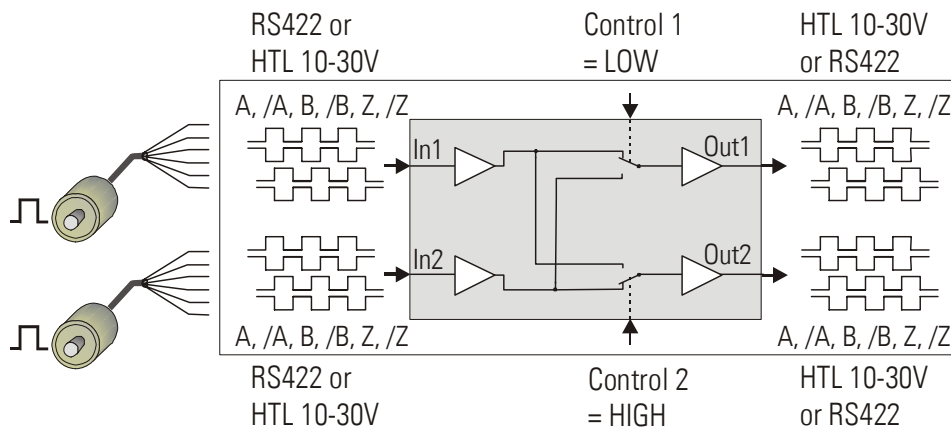 RS422 or
HTL 10-30V
Control 1
= LOW
HTL 10-30V
or RS422
A, /A, B, /B, Z, /Z
A, /A, B, /B, Z, /Z
In1
Out1
In2
Out2
A, /A, B, /B, Z, /Z
A, /A, B, /B, Z, /Z
RS422 or
HTL 10-30V
Control 2
= HIGH
HTL 10-30V
or RS422